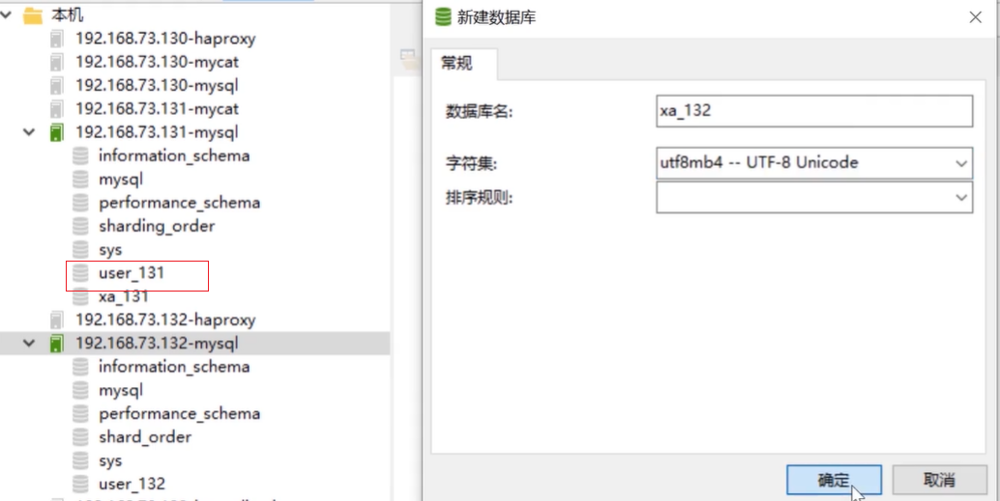 本机
192.168.73.130-haproxy
192.168.73.130-mycat
192.168.73.130-mysql
192.168.73.131-mycat
192.168.73.131-mysql
information_schema
mysql
performance_schema
sharding_order
sys
user_131
xa_131
192.168.73.132-haproxy
192.168.73.132-mysql
information_schema
mysql
performance_schema
shard_order
sys
user_132
新建数据库
常规
数据库名:
xa_132
字符集:
utf8mb4 -- UTF-8 Unicode
排序规则:
确定
取消